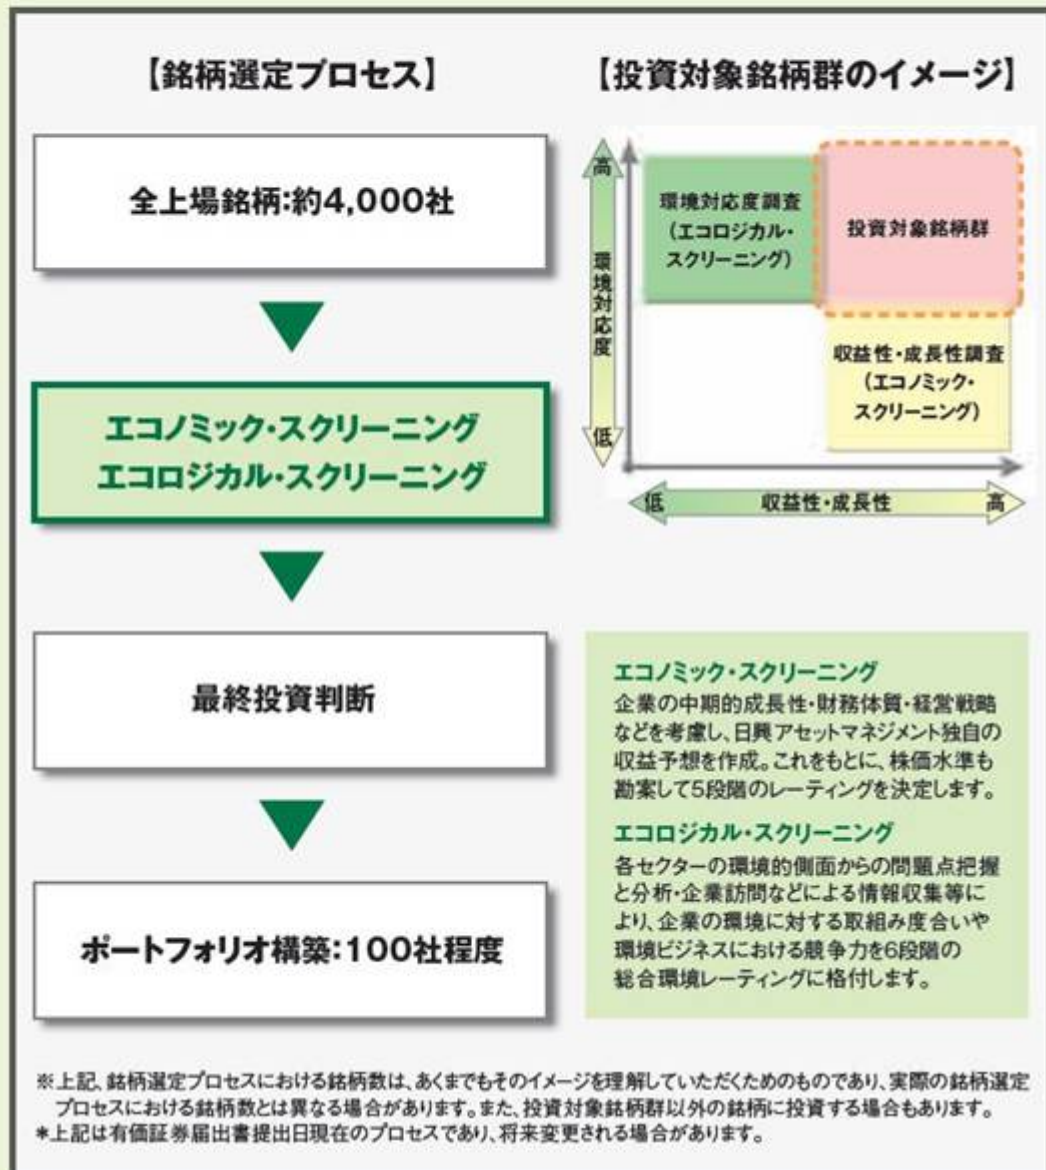 【銘柄選定プロセス】
全上場銘柄:約4,000社
エコノミック・スクリーニング
エコロジカル・スクリーニング
最終投資判断
ポートフォリオ構築:100社程度
【投資対象銘柄群のイメージ】
高
環境対応度
低
環境対応度調査
(エコロジカル・
スクリーニング)
投資対象銘柄群
収益性・成長性調査
(エコノミック・
スクリーニング)
低 収益性・成長性 高
エコノミック・スクリーニング
企業の中期的成長性・財務体質・経営戦略
などを考慮し、日興アセットマネジメント独自の
収益予想を作成。これをもとに、株価水準も
勘案して5段階のレーティングを決定します。
エコロジカル・スクリーニング
各セクターの環境的側面からの問題点把握
と分析・企業訪問などによる情報収集等に
より、企業の環境に対する取組み度合いや
環境ビジネスにおける競争力を6段階の
総合環境レーティングに格付します。
※上記、銘柄選定プロセスにおける銘柄数は、あくまでもそのイメージを理解していただくためのものであり、実際の銘柄選定
プロセスにおける銘柄数とは異なる場合があります。また、投資対象銘柄群以外の銘柄に投資する場合もあります。
*上記は有価証券届出書提出日現在のプロセスであり、将来変更される場合があります。